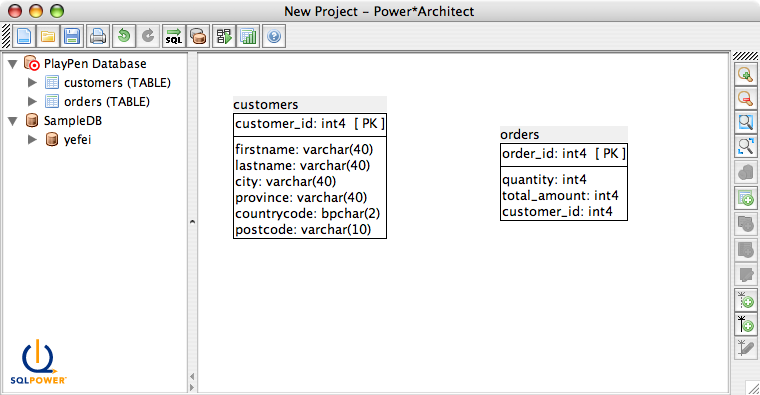 New Project – Power*Architect
SQL
PlayPen Database
customers (TABLE)
orders (TABLE)
SampleDB
yefei
customers
customer_id: int4 [ PK ]
firstname: varchar(40)
lastname: varchar(40)
city: varchar(40)
province: varchar(40)
countrycode: bpchar(2)
postcode: varchar(10)
orders
order_id: int4 [ PK ]
quantity: int4
total_amount: int4
customer_id: int4
SQLPOWER